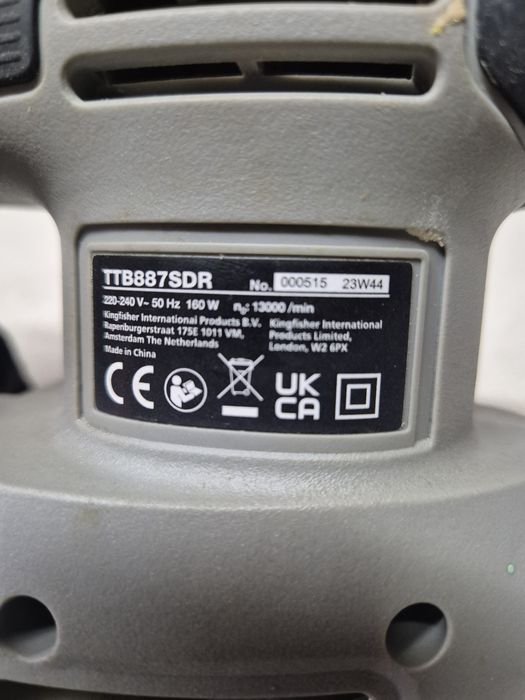 TTB887SDR No. 000515 23W44
220-240 V~ 50 Hz 160 W n₀: 13000 /min
Kingfisher International Products B.V.
Rapenburgerstraat 175E 1011 VM,
Amsterdam The Netherlands
Kingfisher International
Products Limited,
London, W2 6PX
Made in China
CE
UK
CA